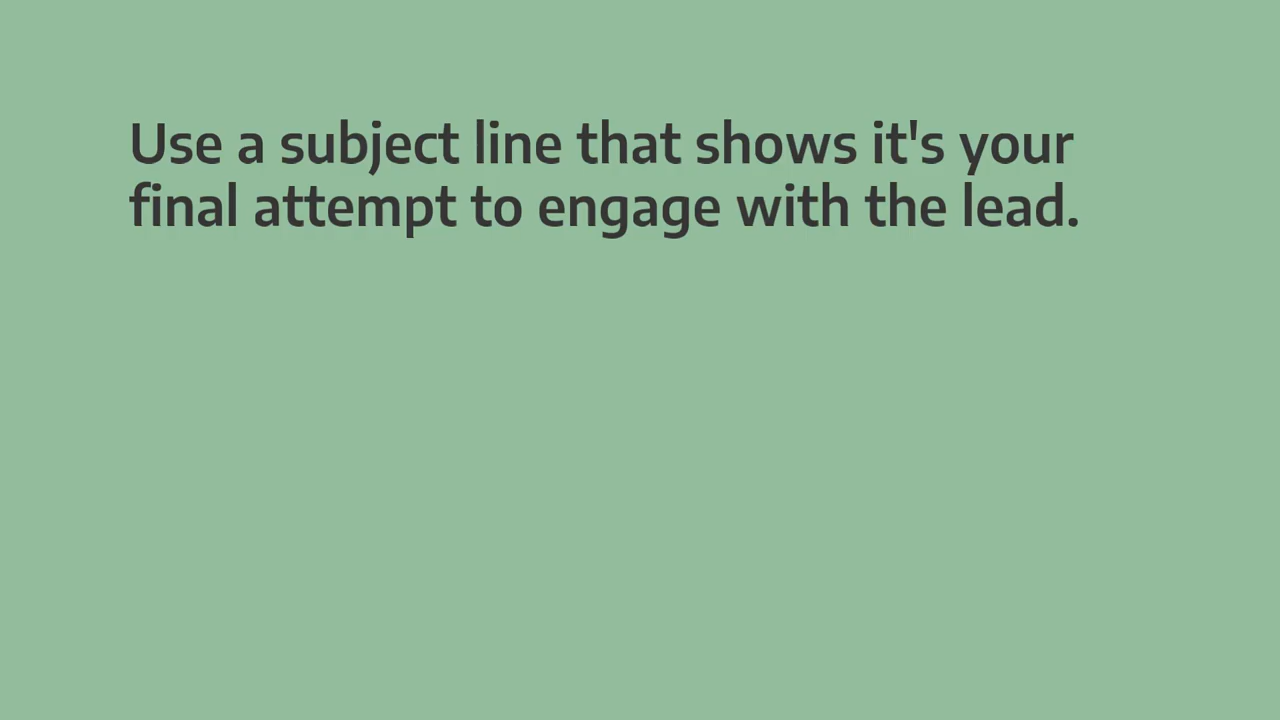 Use a subject line that shows it's your
final attempt to engage with the lead.